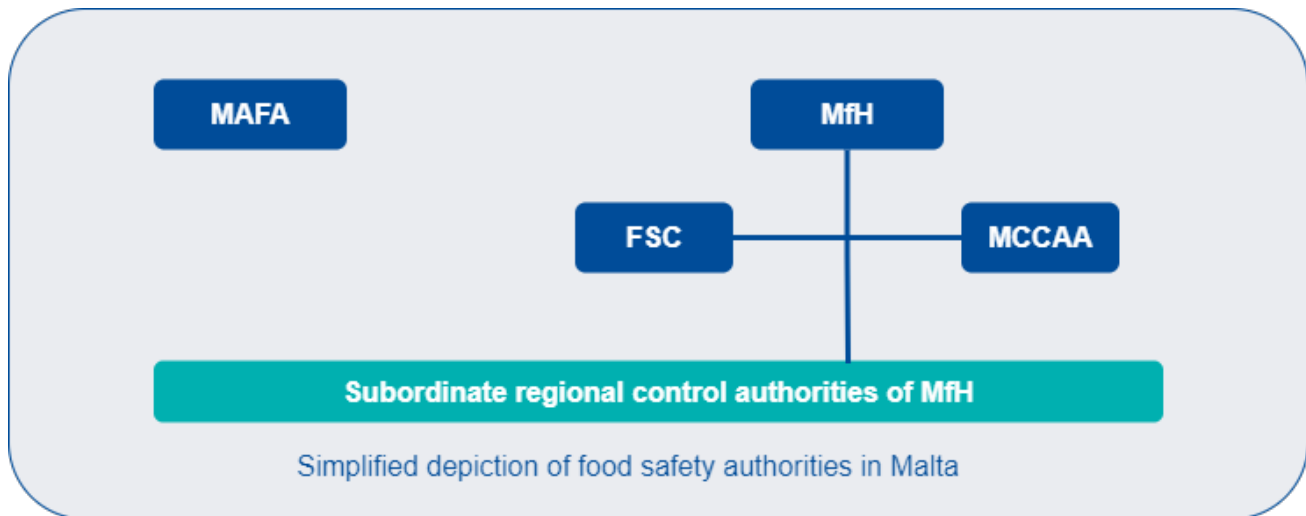 MAFA
MfH
FSC
MCCAA
Subordinate regional control authorities of MfH
Simplified depiction of food safety authorities in Malta